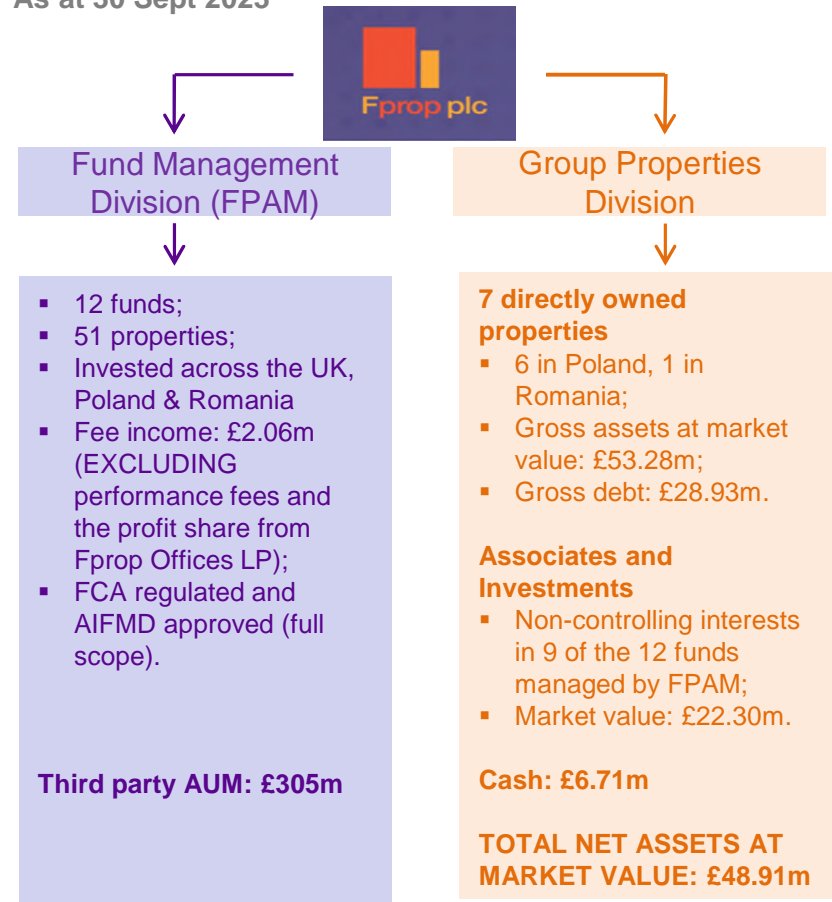 As at 30 Sept 2023
Fprop plc
Fund Management
Division (FPAM)
▪ 12 funds;
▪ 51 properties;
▪ Invested across the UK,
Poland & Romania
▪ Fee income: £2.06m
(EXCLUDING
performance fees and
the profit share from
Fprop Offices LP);
▪ FCA regulated and
AIFMD approved (full
scope).
Third party AUM: £305m
Group Properties
Division
7 directly owned
properties
▪ 6 in Poland, 1 in
Romania;
▪ Gross assets at market
value: £53.28m;
▪ Gross debt: £28.93m.
Associates and
Investments
▪ Non-controlling interests
in 9 of the 12 funds
managed by FPAM;
▪ Market value: £22.30m.
Cash: £6.71m
TOTAL NET ASSETS AT
MARKET VALUE: £48.91m